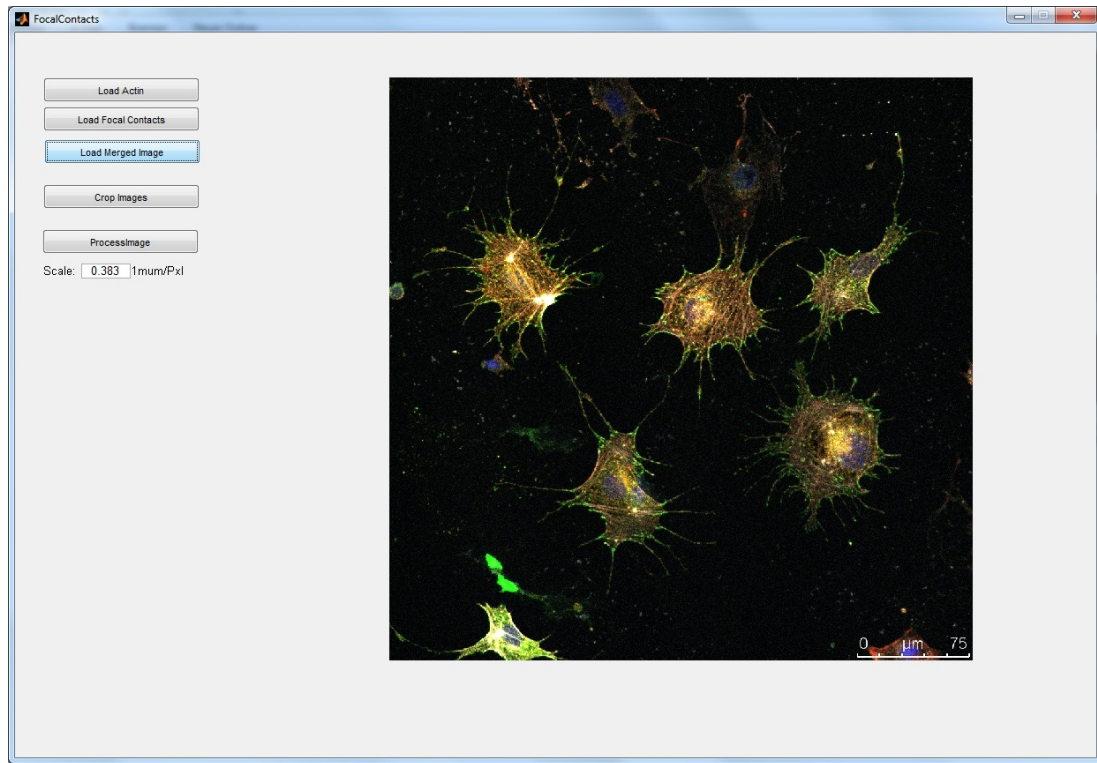 FocalContacts
Load Actin
Load Focal Contacts
Load Merged Image
Crop Images
ProcessImage
Scale: 0.383 1mum/Pxl
0 µm 75